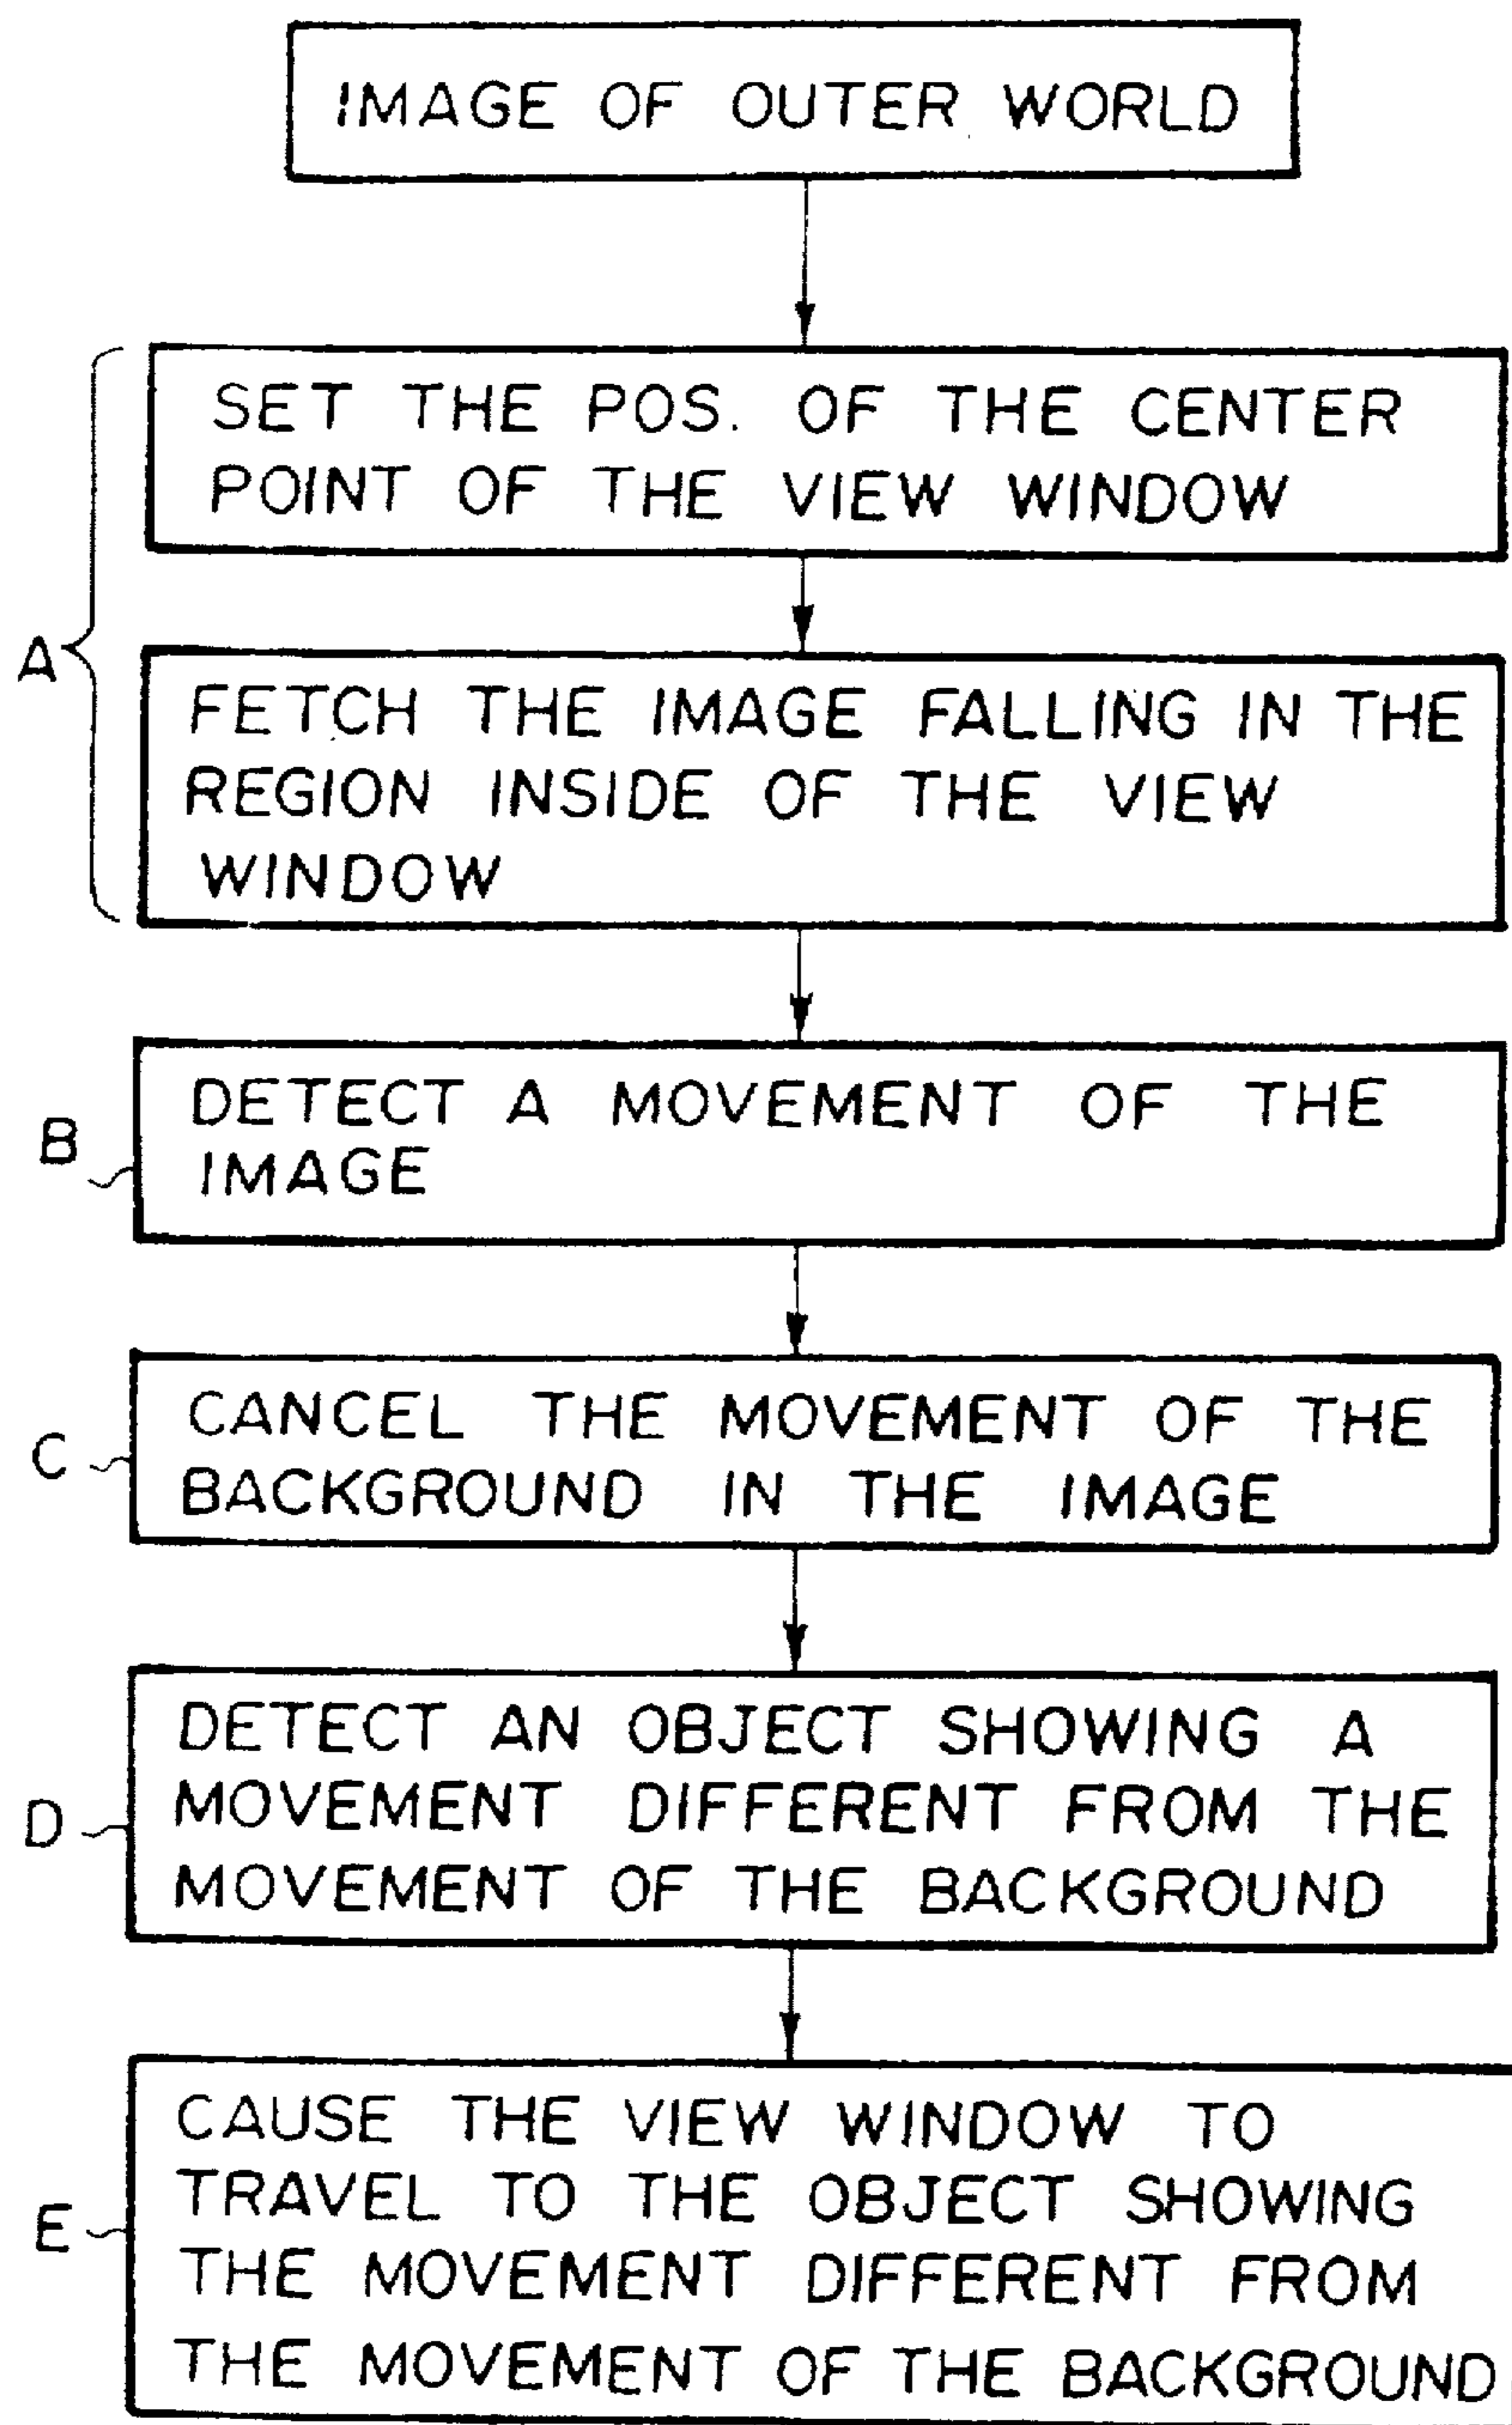 IMAGE OF OUTER WORLD
SET THE POS. OF THE CENTER
POINT OF THE VIEW WINDOW
A
FETCH THE IMAGE FALLING IN THE
REGION INSIDE OF THE VIEW
WINDOW
B
DETECT A MOVEMENT OF THE
IMAGE
C
CANCEL THE MOVEMENT OF THE
BACKGROUND IN THE IMAGE
D
DETECT AN OBJECT SHOWING A
MOVEMENT DIFFERENT FROM THE
MOVEMENT OF THE BACKGROUND
E
CAUSE THE VIEW WINDOW TO
TRAVEL TO THE OBJECT SHOWING
THE MOVEMENT DIFFERENT FROM
THE MOVEMENT OF THE BACKGROUND